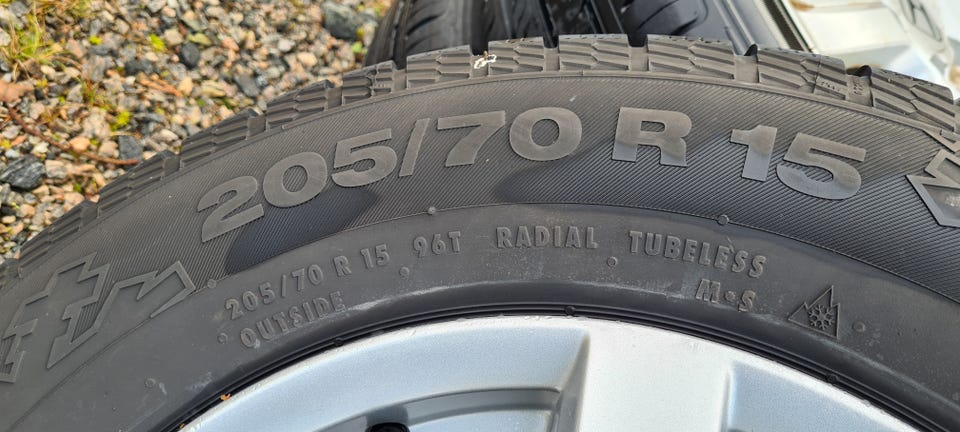 205/70 R 15
205/70 R 15 96T RADIAL TUBELESS
OUTSIDE
M•S